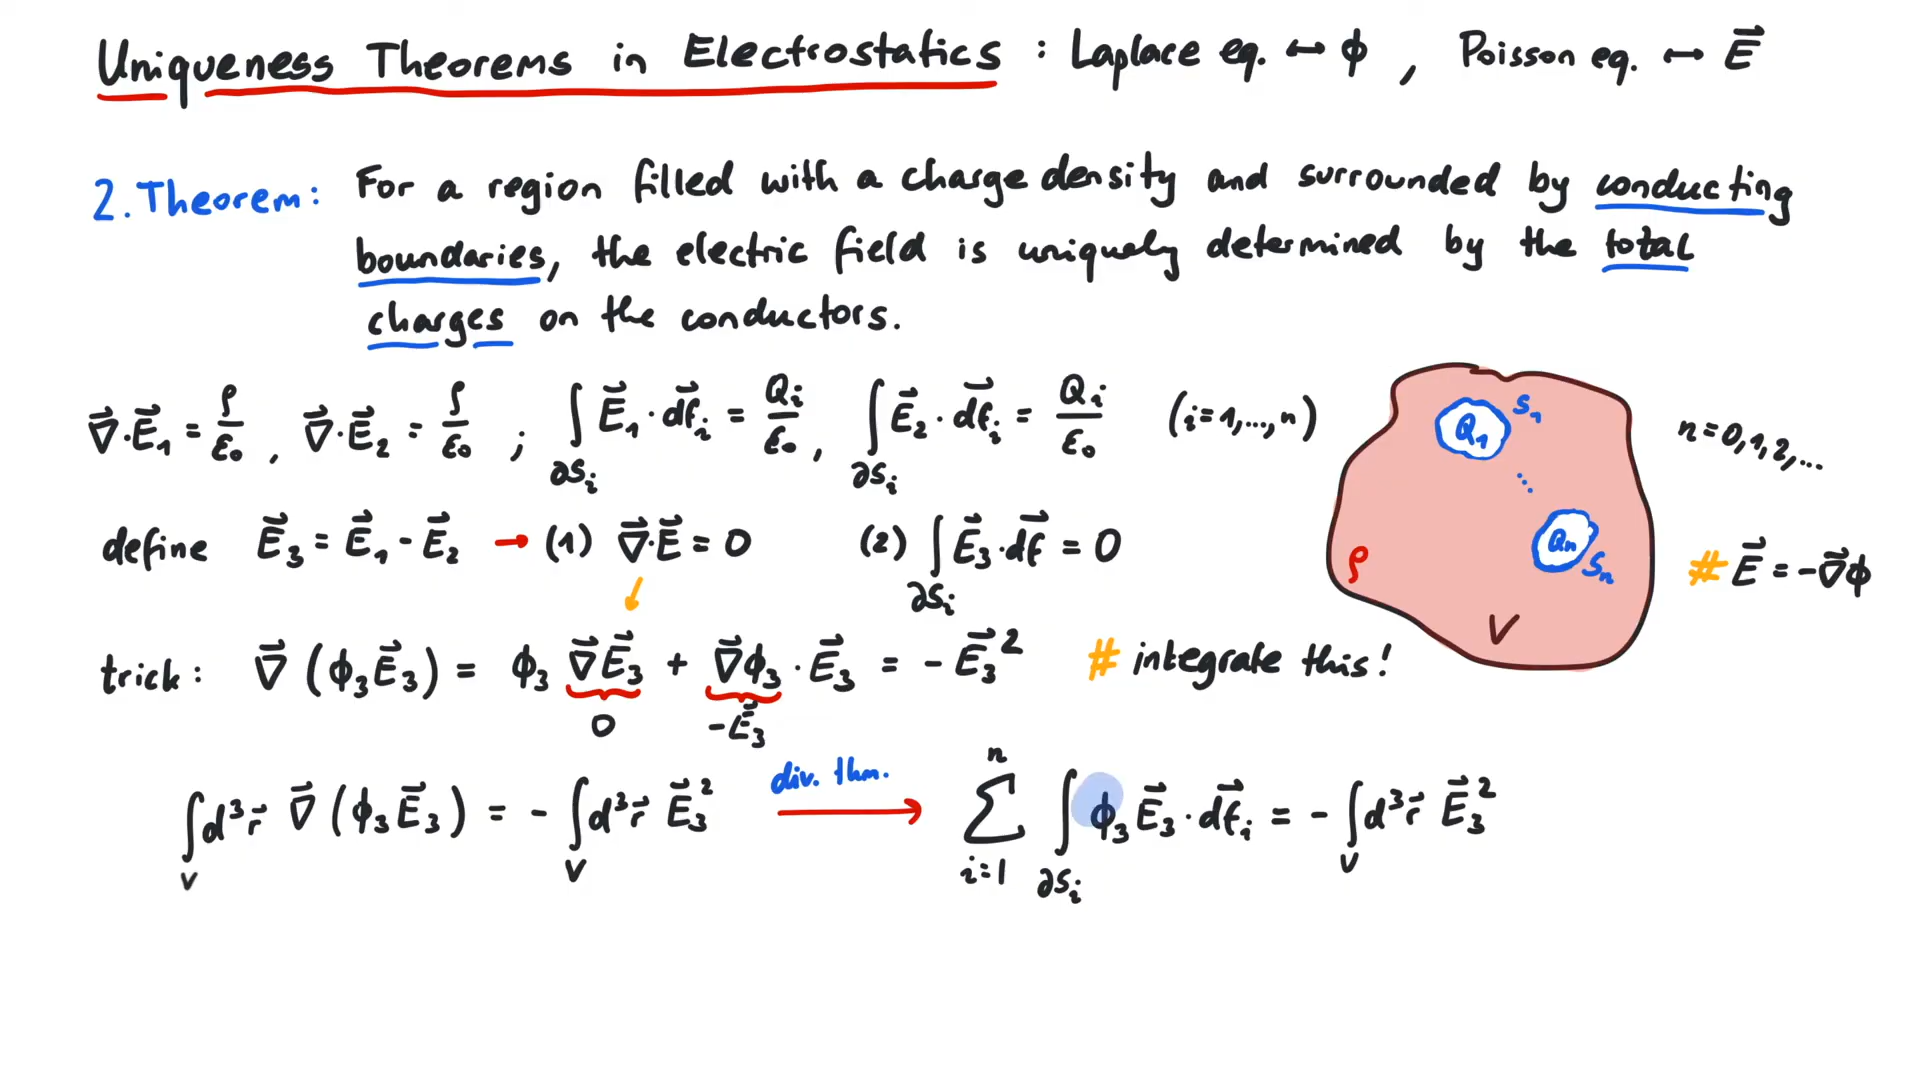 Uniqueness Theorems in Electrostatics : Laplace eq. ↔ ϕ , Poisson eq. ↔ E⃗
2. Theorem: For a region filled with a charge density and surrounded by conducting
boundaries, the electric field is uniquely determined by the total
charges on the conductors.
∇⃗·E⃗₁ = ρ/ε₀ , ∇⃗·E⃗₂ = ρ/ε₀ ; ∫_{∂Sᵢ} E⃗₁·df⃗ᵢ = Qᵢ/ε₀ , ∫_{∂Sᵢ} E⃗₂·df⃗ᵢ = Qᵢ/ε₀ (i=1,...,n)
Q₁ S₁
⋱
Qₙ Sₙ
ρ
V
n=0,1,2,...
# E⃗ = -∇⃗ϕ
define E⃗₃ = E⃗₁ - E⃗₂ → (1) ∇⃗·E⃗ = 0 (2) ∫_{∂Sᵢ} E⃗₃·df⃗ = 0
trick: ∇⃗(ϕ₃E⃗₃) = ϕ₃ ∇⃗E⃗₃ + ∇⃗ϕ₃·E⃗₃ = -E⃗₃² # integrate this!
0 -E⃗₃
∫_V d³r⃗ ∇⃗(ϕ₃E⃗₃) = -∫_V d³r⃗ E⃗₃² div. thm. → ∑_{i=1}^{n} ∫_{∂Sᵢ} ϕ₃E⃗₃·df⃗ᵢ = -∫_V d³r⃗ E⃗₃²